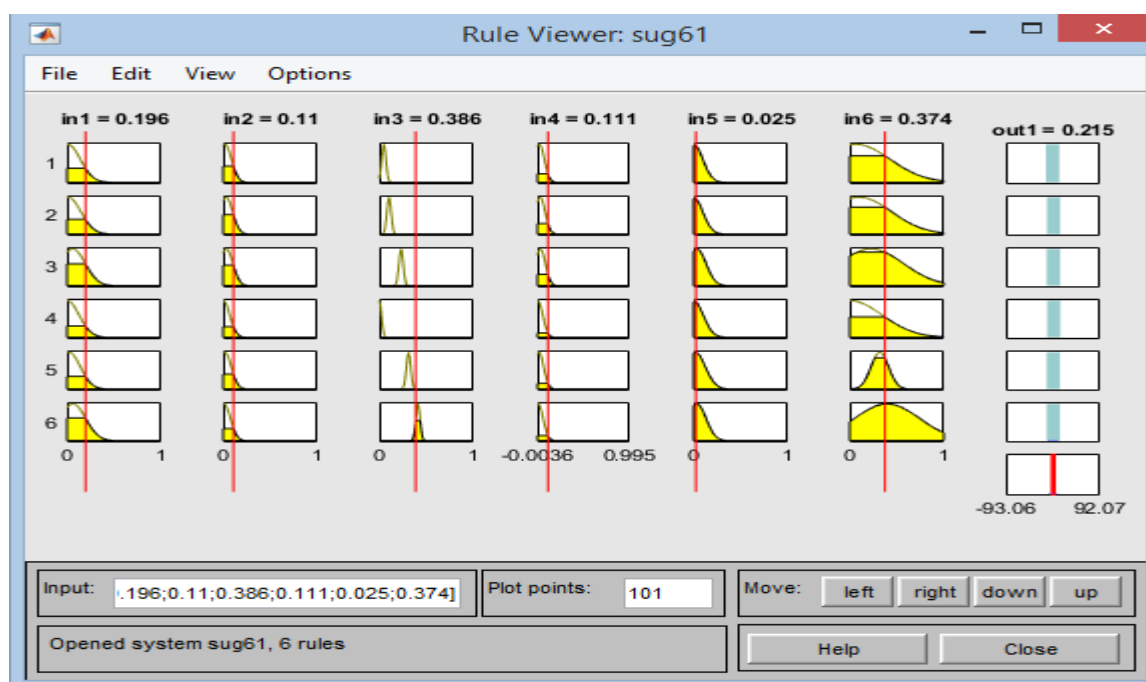 Rule Viewer: sug61
File Edit View Options
in1 = 0.196 in2 = 0.11 in3 = 0.386 in4 = 0.111 in5 = 0.025 in6 = 0.374 out1 = 0.215
1
2
3
4
5
6
0 1 0 1 0 1 -0.0036 0.995 0 1 0 1
-93.06 92.07
Input: .196;0.11;0.386;0.111;0.025;0.374] Plot points: 101 Move: left right down up
Opened system sug61, 6 rules Help Close